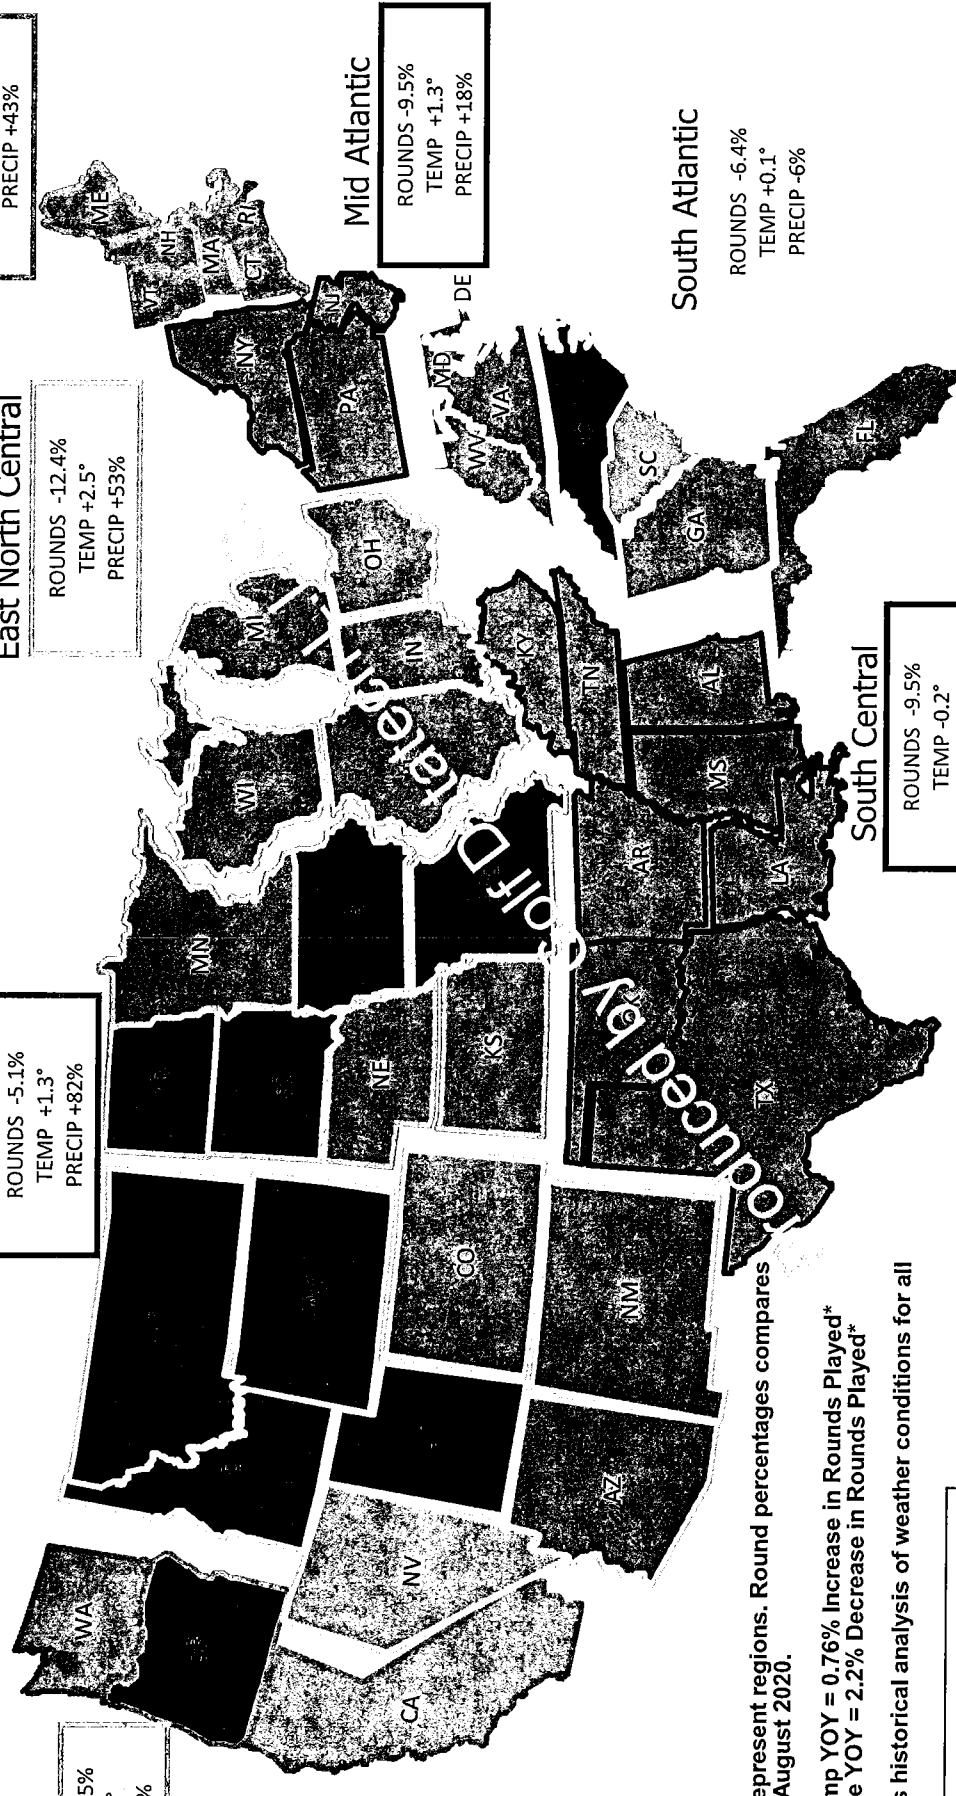 PRECIP +43%
East North Central
ROUNDS -12.4%
TEMP +2.5°
PRECIP +53%
Mid Atlantic
ROUNDS -9.5%
TEMP +1.3°
PRECIP +18%
South Atlantic
ROUNDS -6.4%
TEMP +0.1°
PRECIP -6%
South Central
ROUNDS -9.5%
TEMP -0.2°
ROUNDS -5.1%
TEMP +1.3°
PRECIP +82%
5%
°
%
WA
CA
NV
AZ
CO
NM
NE
KS
TX
MN
WI
MI
IN
OH
AR
LA
MS
AL
TN
KY
GA
FL
SC
WV
VA
MD
DE
PA
NJ
NY
VT
NH
MA
CT
RI
ME
roduced by Golf Datest
epresent regions. Round percentages compares
August 2020.
mp YOY = 0.76% Increase in Rounds Played*
e YOY = 2.2% Decrease in Rounds Played*
s historical analysis of weather conditions for all